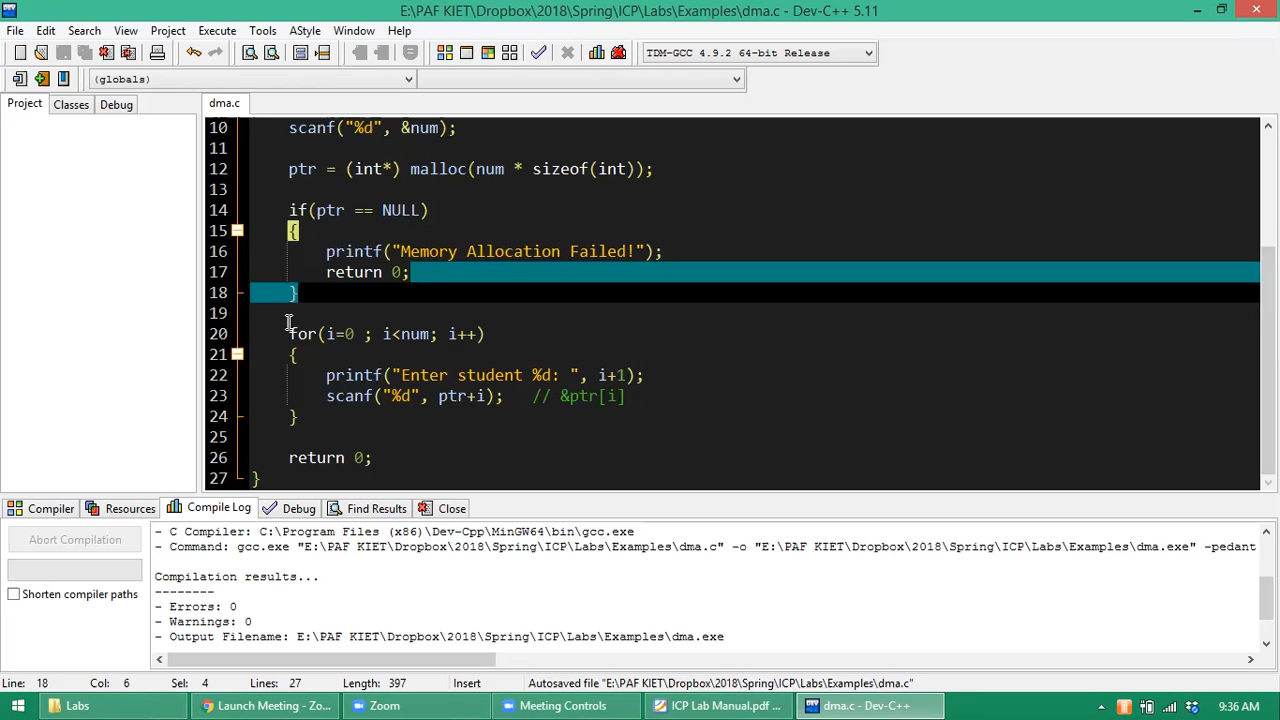 E:\PAF KIET\Dropbox\2018\Spring\ICP\Labs\Examples\dma.c - Dev-C++ 5.11
File Edit Search View Project Execute Tools AStyle Window Help
TDM-GCC 4.9.2 64-bit Release
(globals)
Project Classes Debug dma.c
10 scanf("%d", &num);
11
12 ptr = (int*) malloc(num * sizeof(int));
13
14 if(ptr == NULL)
15 {
16 printf("Memory Allocation Failed!");
17 return 0;
18 }
19
20 for(i=0 ; i<num; i++)
21 {
22 printf("Enter student %d: ", i+1);
23 scanf("%d", ptr+i); // &ptr[i]
24 }
25
26 return 0;
27 }
Compiler Resources Compile Log Debug Find Results Close
Abort Compilation
Shorten compiler paths
- C Compiler: C:\Program Files (x86)\Dev-Cpp\MinGW64\bin\gcc.exe
- Command: gcc.exe "E:\PAF KIET\Dropbox\2018\Spring\ICP\Labs\Examples\dma.c" -o "E:\PAF KIET\Dropbox\2018\Spring\ICP\Labs\Examples\dma.exe" -pedant
Compilation results...
--------
- Errors: 0
- Warnings: 0
- Output Filename: E:\PAF KIET\Dropbox\2018\Spring\ICP\Labs\Examples\dma.exe
Line: 18 Col: 6 Sel: 4 Lines: 27 Length: 397 Insert Autosaved file "E:\PAF KIET\Dropbox\2018\Spring\ICP\Labs\Examples\dma.c"
Labs Launch Meeting - Zo... Zoom Meeting Controls ICP Lab Manual.pdf ... dma.c - Dev-C++ 9:36 AM